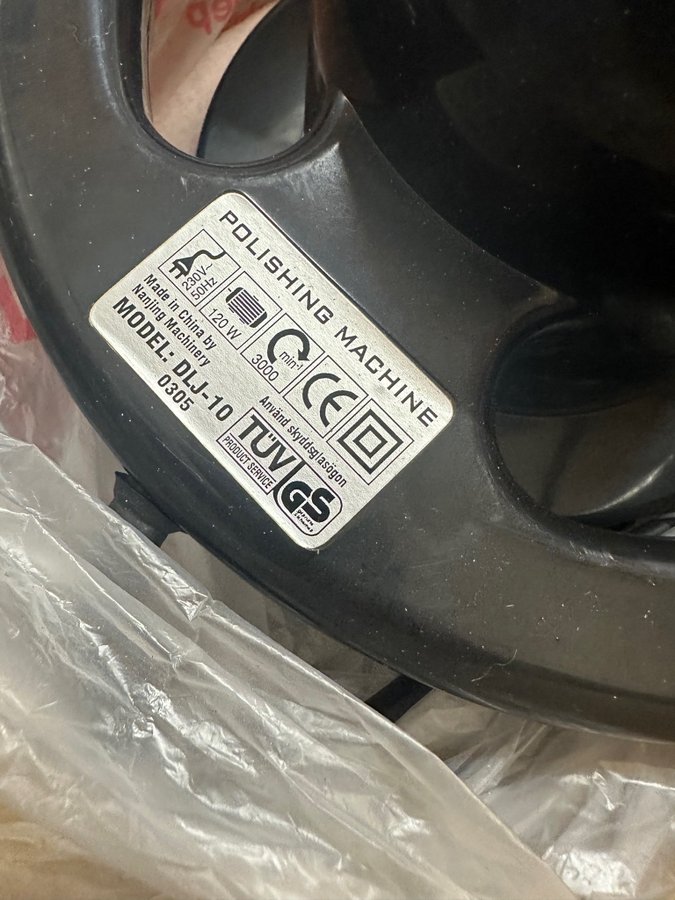 POLISHING MACHINE
230V~
50Hz
120 W
min-1
3000
CE
Made in China by
Nanjing Machinery
MODEL: DLJ-10
0305
Använd skyddsglasögon
TÜV
PRODUCT SERVICE
GS